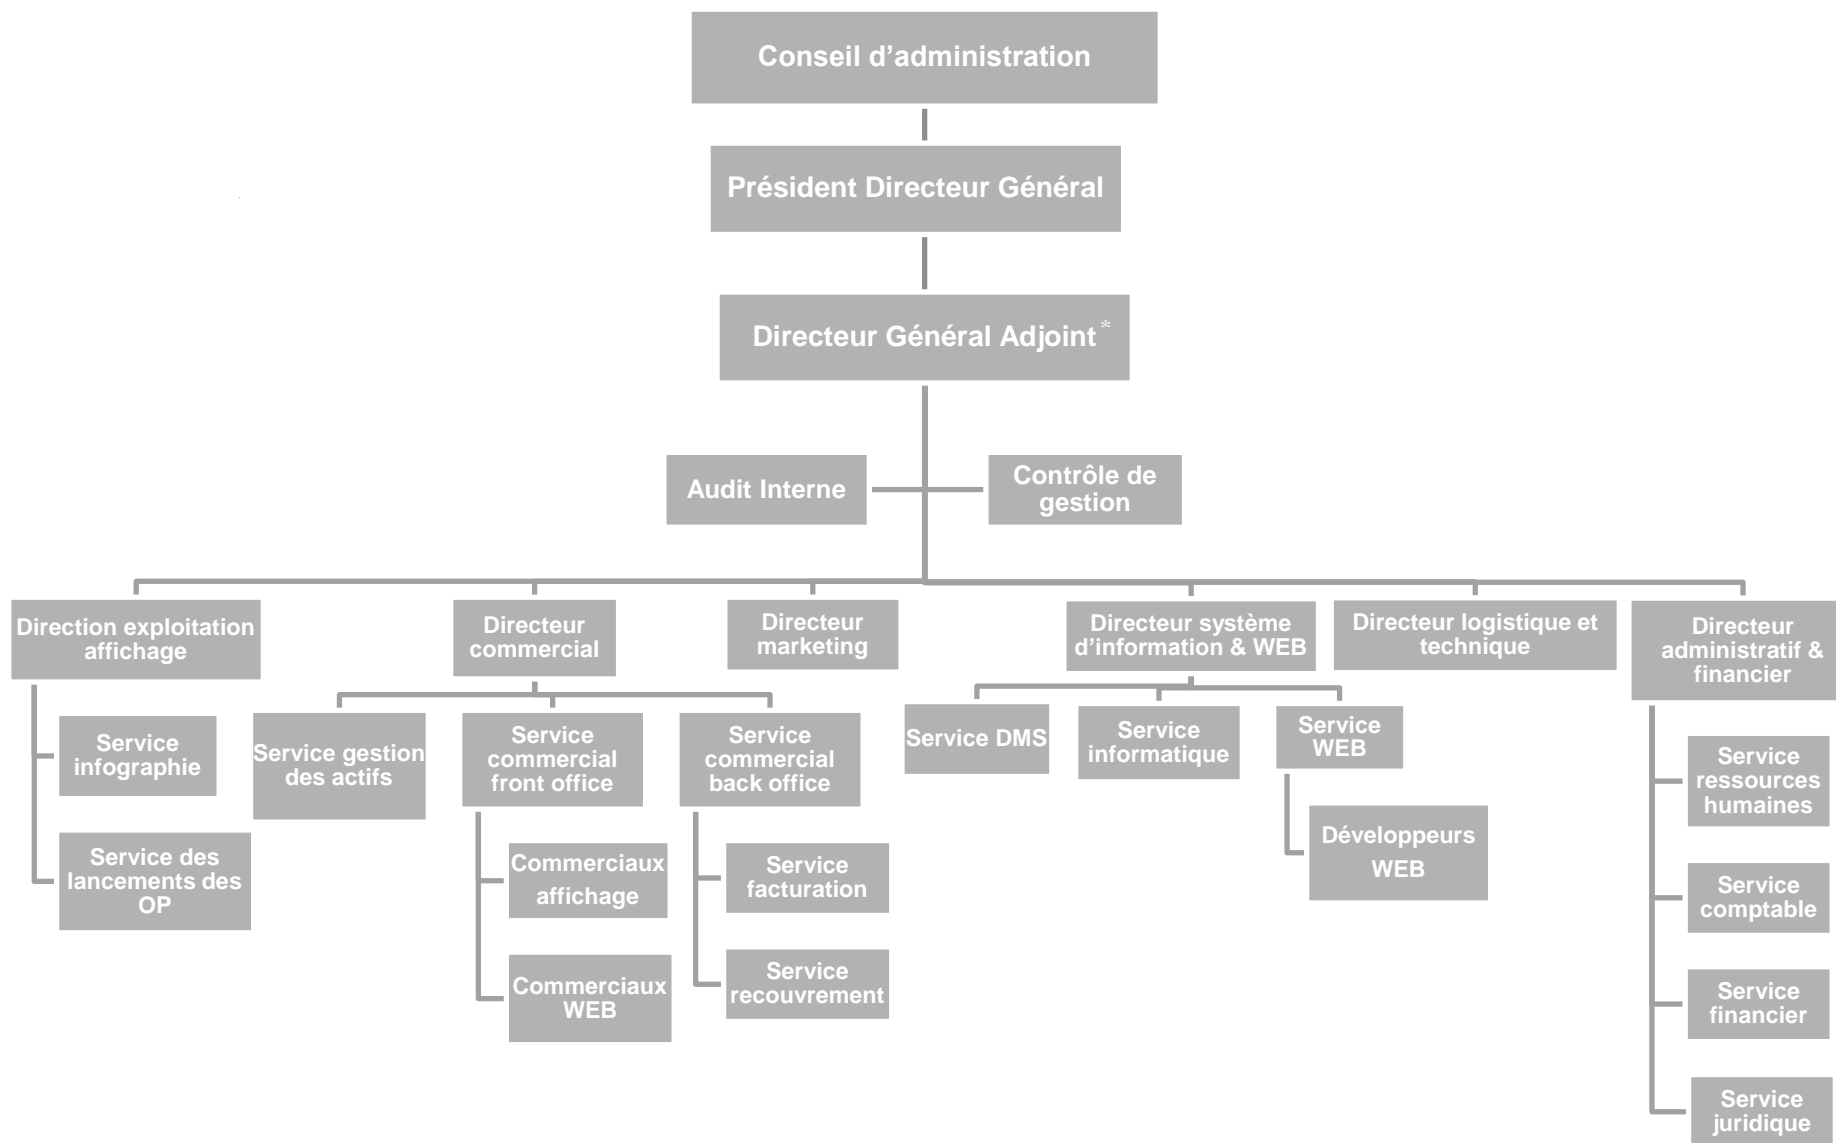 Conseil d’administration
Président Directeur Général
Directeur Général Adjoint *
Audit Interne
Contrôle de
gestion
Direction exploitation
affichage
Directeur
commercial
Directeur
marketing
Directeur système
d’information & WEB
Directeur logistique et
technique
Directeur
administratif &
financier
Service
infographie
Service des
lancements des
OP
Service gestion
des actifs
Service
commercial
front office
Commerciaux
affichage
Commerciaux
WEB
Service
commercial
back office
Service
facturation
Service
recouvrement
Service DMS
Service
informatique
Service
WEB
Développeurs
WEB
Service
ressources
humaines
Service
comptable
Service
financier
Service
juridique